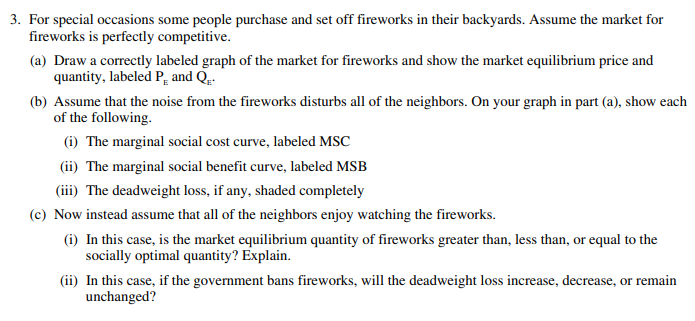 3. For special occasions some people purchase and set off fireworks in their backyards. Assume the market for
fireworks is perfectly competitive.
(a) Draw a correctly labeled graph of the market for fireworks and show the market equilibrium price and
quantity, labeled P_E and Q_E.
(b) Assume that the noise from the fireworks disturbs all of the neighbors. On your graph in part (a), show each
of the following.
(i) The marginal social cost curve, labeled MSC
(ii) The marginal social benefit curve, labeled MSB
(iii) The deadweight loss, if any, shaded completely
(c) Now instead assume that all of the neighbors enjoy watching the fireworks.
(i) In this case, is the market equilibrium quantity of fireworks greater than, less than, or equal to the
socially optimal quantity? Explain.
(ii) In this case, if the government bans fireworks, will the deadweight loss increase, decrease, or remain
unchanged?